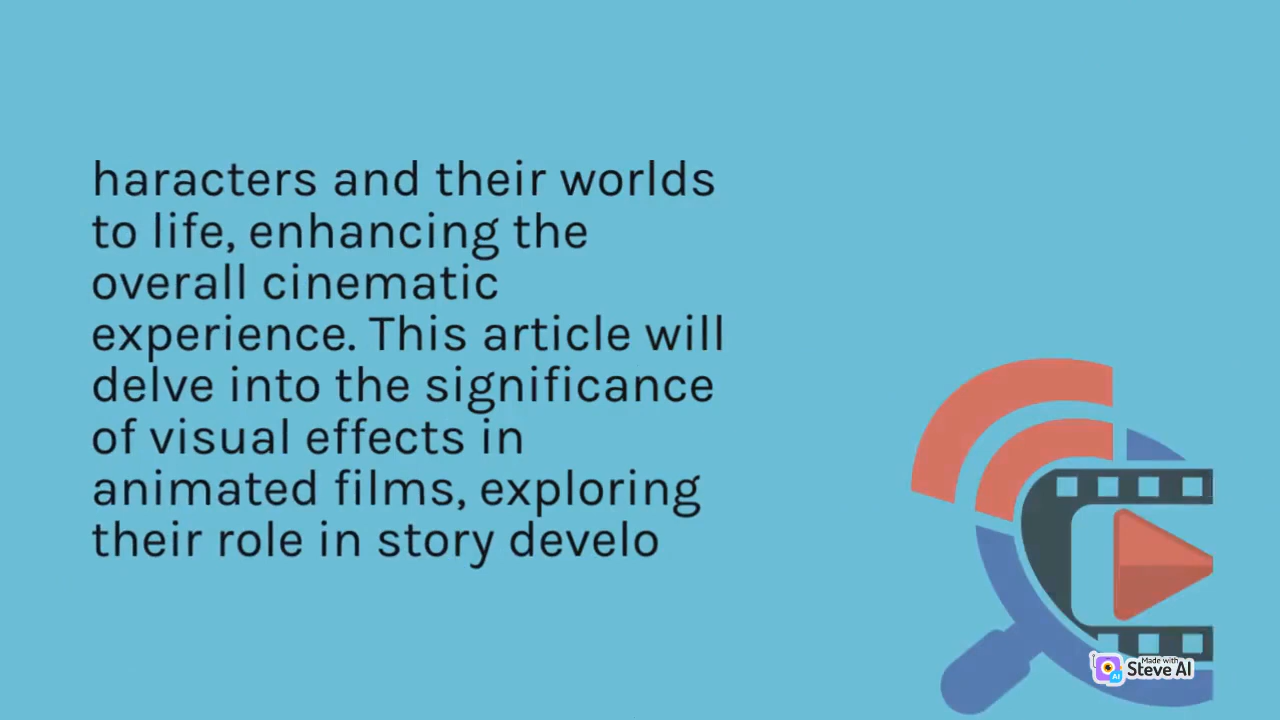 haracters and their worlds
to life, enhancing the
overall cinematic
experience. This article will
delve into the significance
of visual effects in
animated films, exploring
their role in story develo
Made with
Steve AI
AI